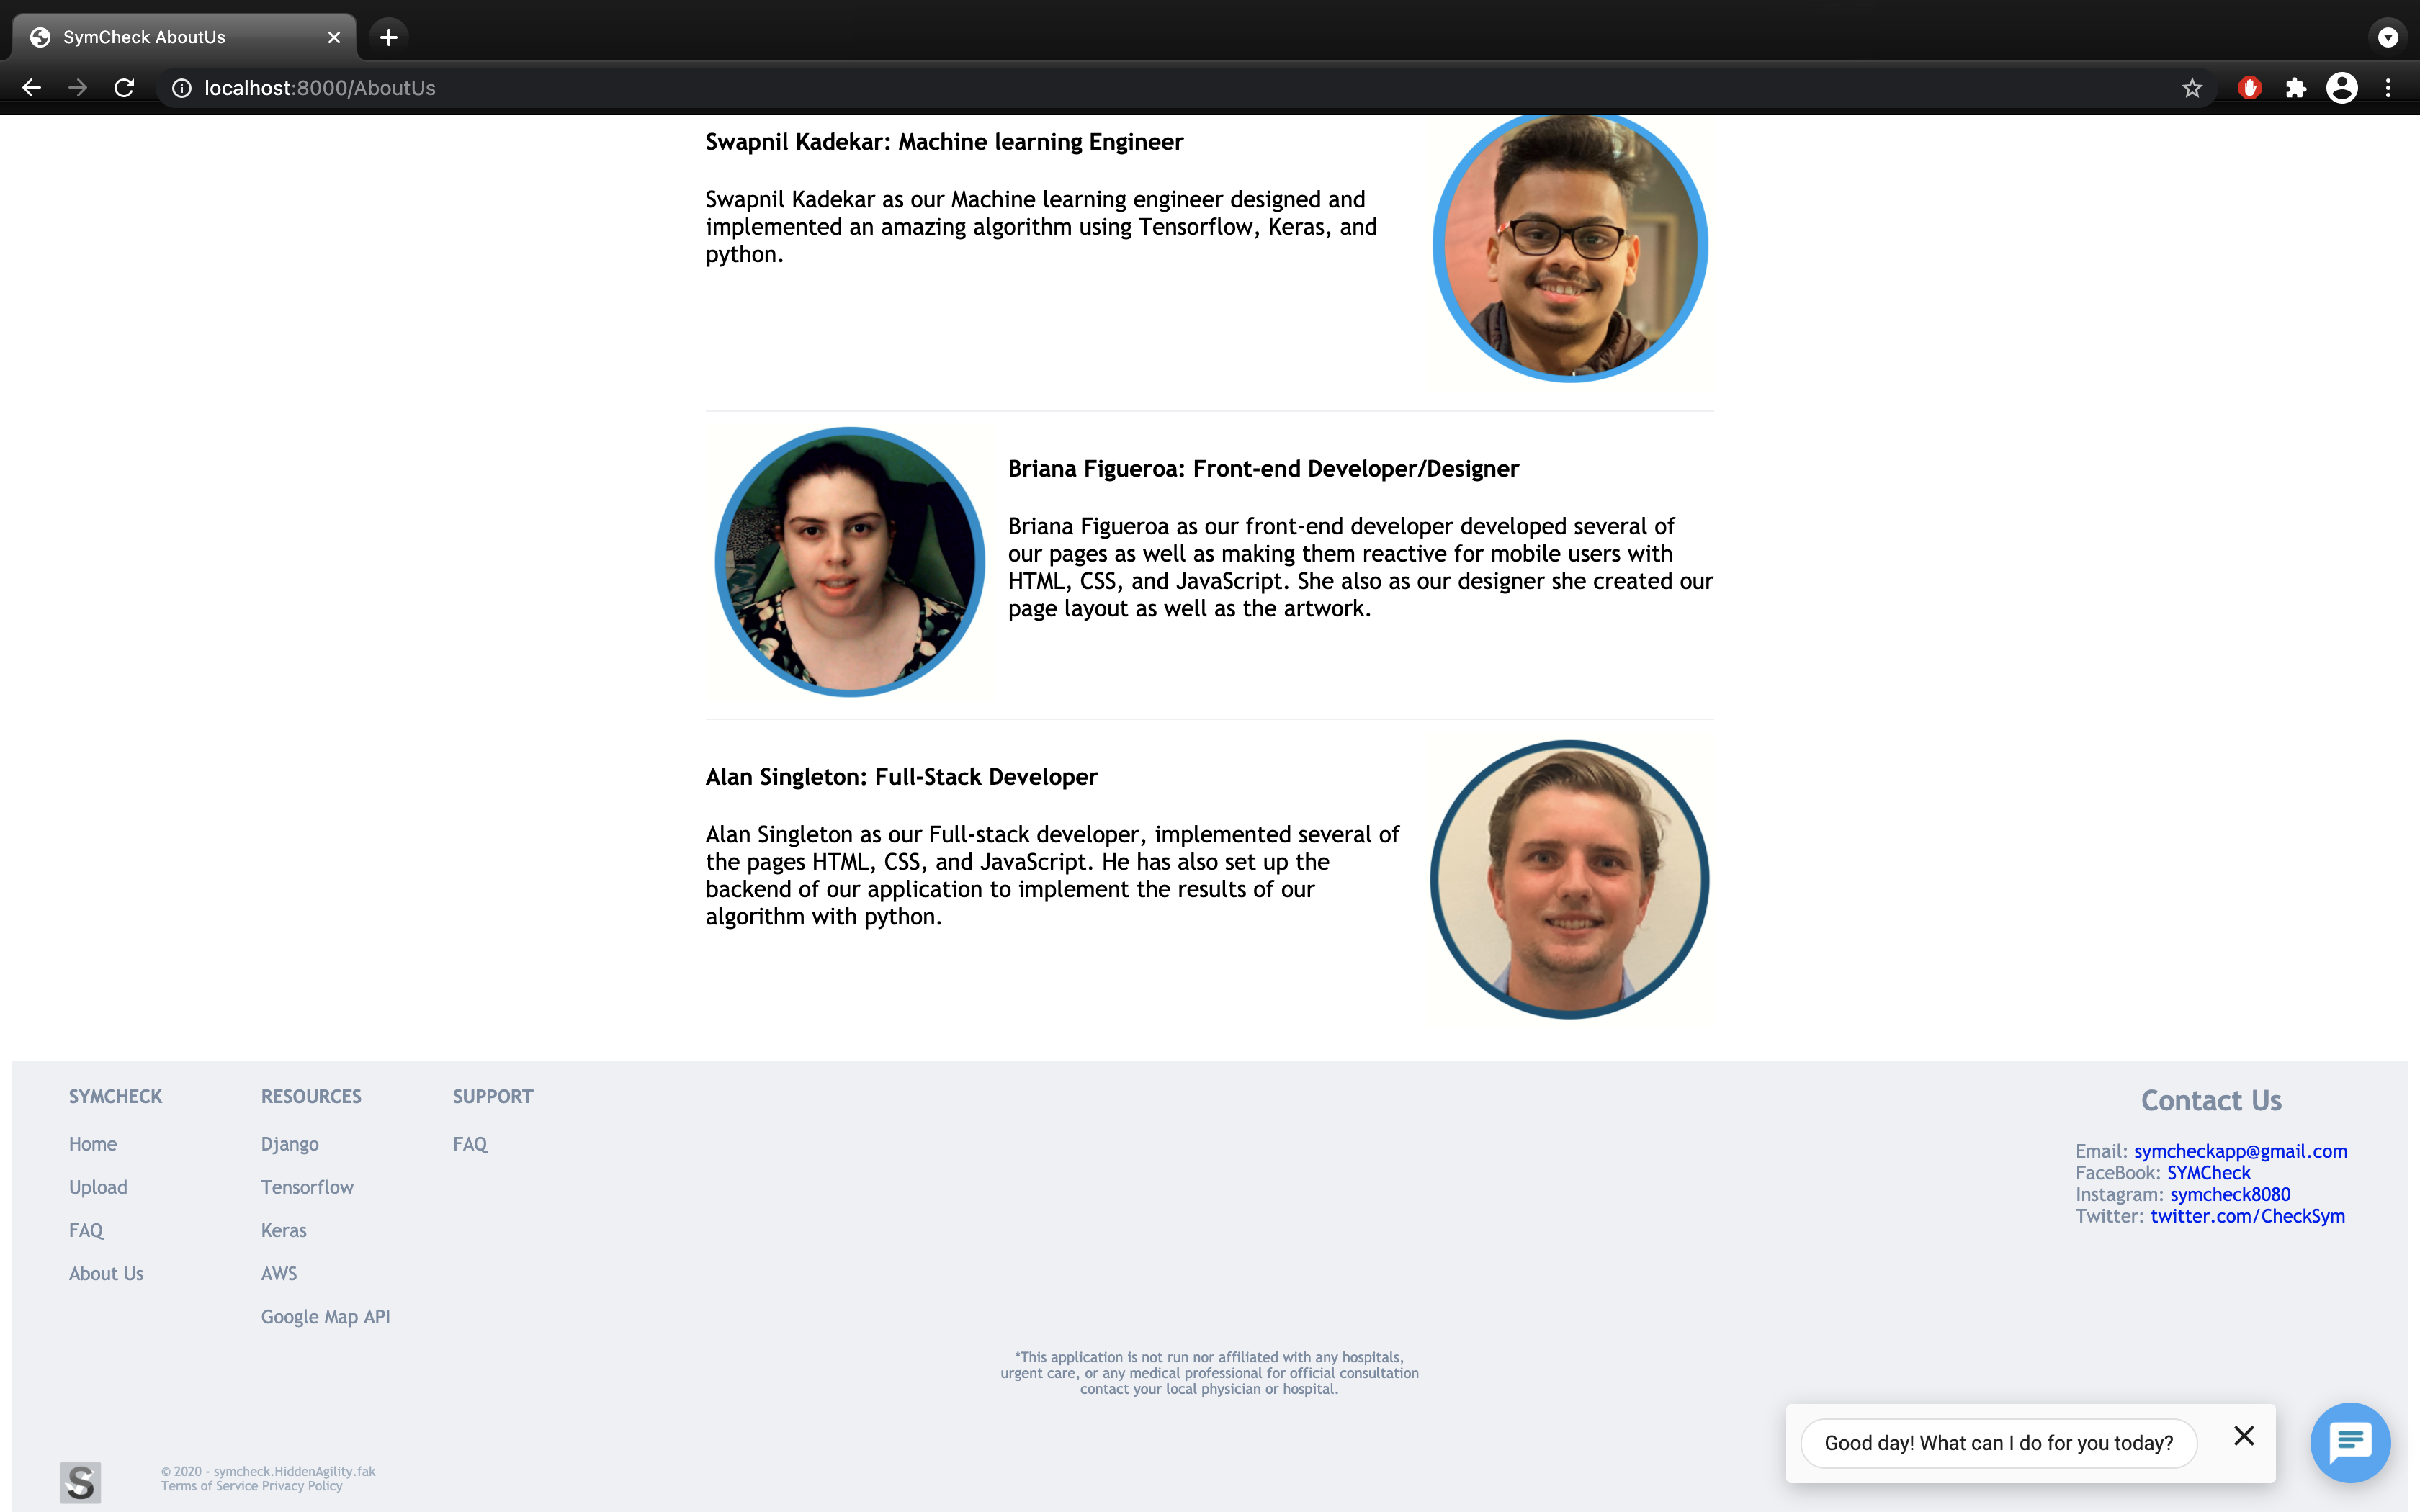 SymCheck AboutUs
localhost:8000/AboutUs
Swapnil Kadekar: Machine learning Engineer
Swapnil Kadekar as our Machine learning engineer designed and
implemented an amazing algorithm using Tensorflow, Keras, and
python.
Briana Figueroa: Front-end Developer/Designer
Briana Figueroa as our front-end developer developed several of
our pages as well as making them reactive for mobile users with
HTML, CSS, and JavaScript. She also as our designer she created our
page layout as well as the artwork.
Alan Singleton: Full-Stack Developer
Alan Singleton as our Full-stack developer, implemented several of
the pages HTML, CSS, and JavaScript. He has also set up the
backend of our application to implement the results of our
algorithm with python.
SYMCHECK
Home
Upload
FAQ
About Us
RESOURCES
Django
Tensorflow
Keras
AWS
Google Map API
SUPPORT
FAQ
Contact Us
Email: symcheckapp@gmail.com
FaceBook: SYMCheck
Instagram: symcheck8080
Twitter: twitter.com/CheckSym
*This application is not run nor affiliated with any hospitals,
urgent care, or any medical professional for official consultation
contact your local physician or hospital.
Good day! What can I do for you today?
S
© 2020 - symcheck.HiddenAgility.fak
Terms of Service Privacy Policy